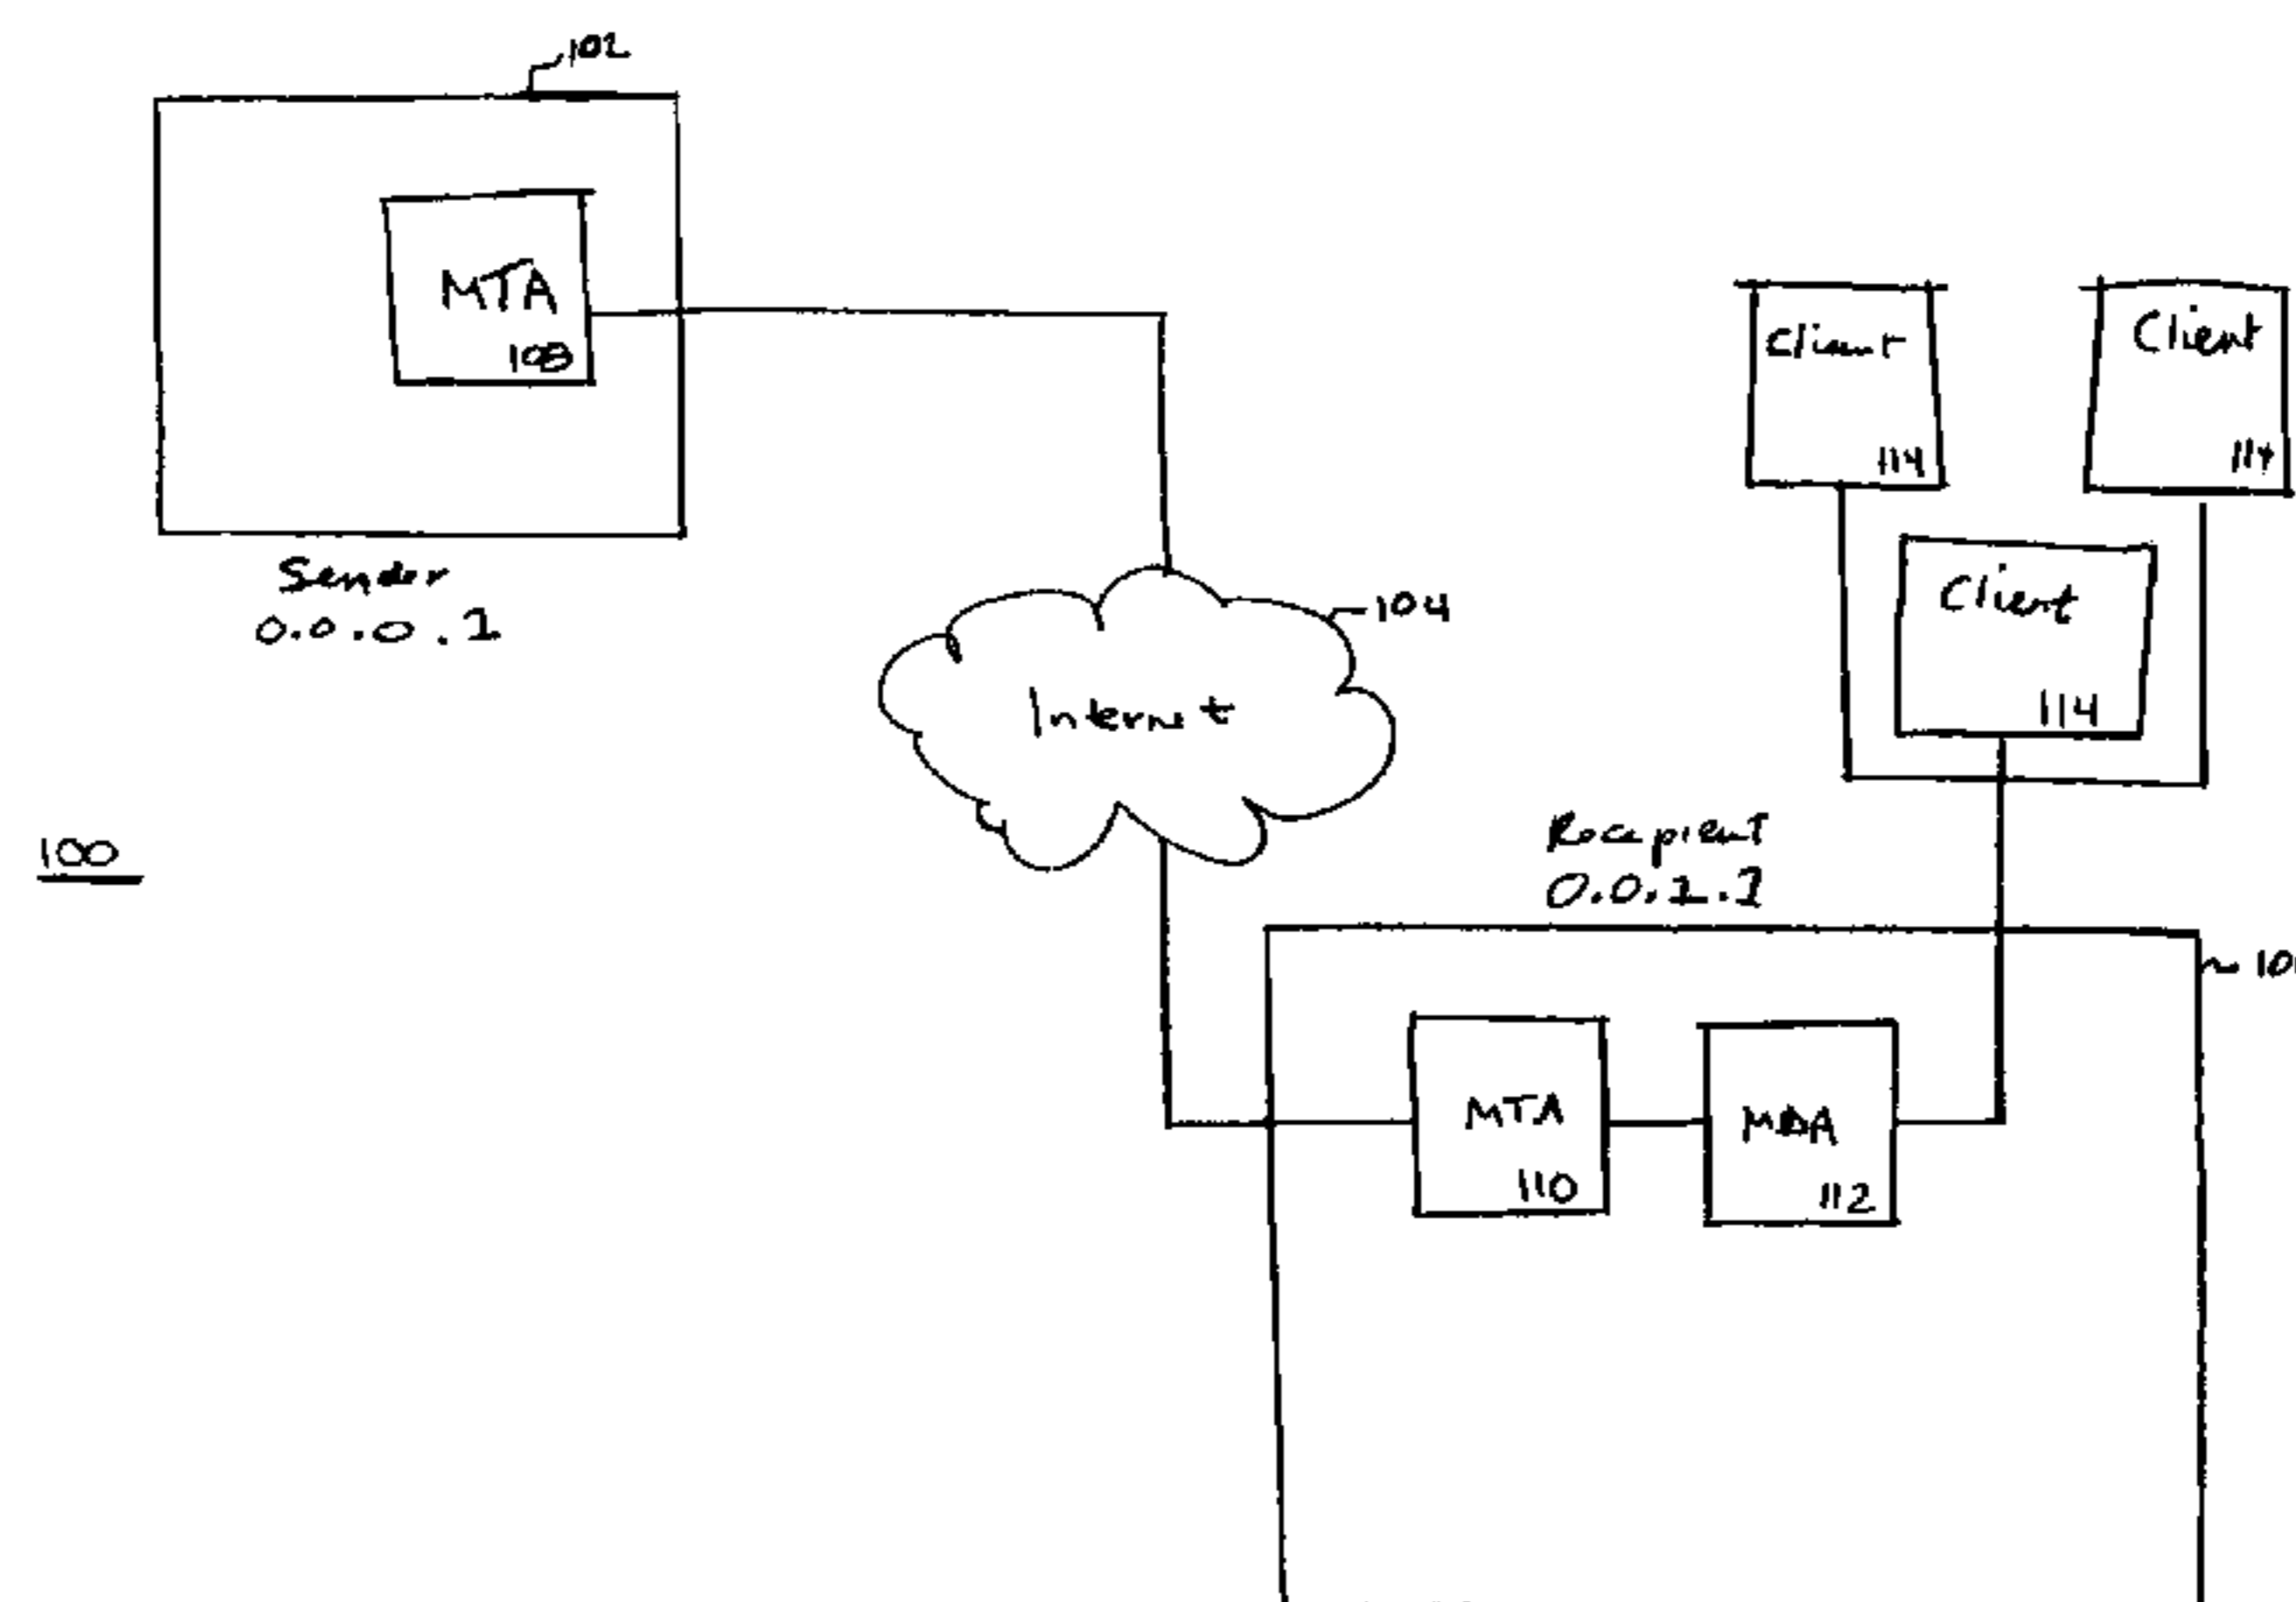 102
MTA
108
Sender
0.0.0.1
Client
114
Client
114
Client
114
104
Internet
100
Recipient
0.0.1.1
MTA
110
MDA
112